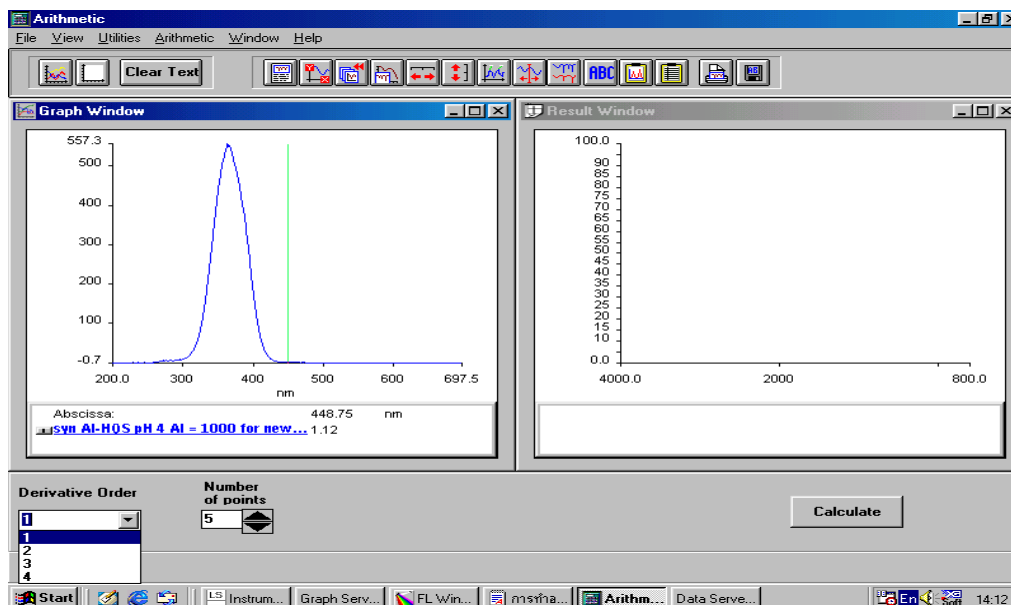 Arithmetic
File View Utilities Arithmetic Window Help
Clear Text
ABC
Graph Window
557.3
500
400
300
200
100
-0.7
200.0 300 400 500 600 697.5
nm
Abscissa: 448.75 nm
syn Al-HQS pH 4 Al = 1000 for new... 1.12
Result Window
100.0
90
85
80
75
70
65
60
55
50
45
40
35
30
25
20
15
10
0.0
4000.0 2000 800.0
Derivative Order
1
1
2
3
4
Number
of points
5
Calculate
Start LS Instrum... Graph Serv... FL Win... การทำล... Arithm... Data Serve... En 14:12